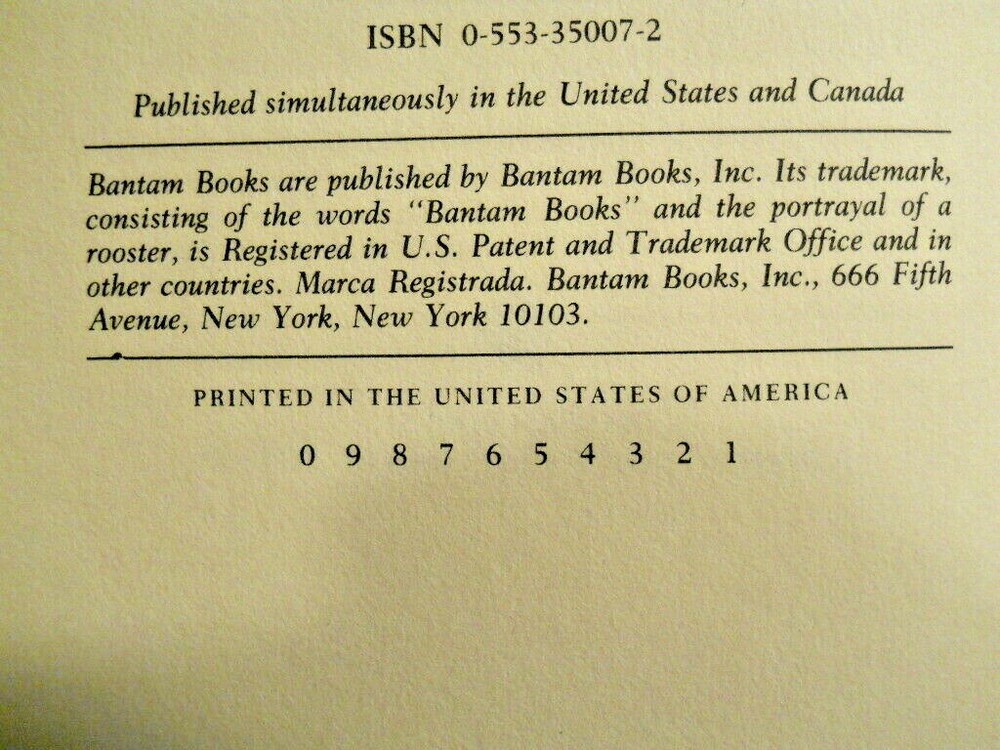 ISBN 0-553-35007-2
Published simultaneously in the United States and Canada
Bantam Books are published by Bantam Books, Inc. Its trademark,
consisting of the words "Bantam Books" and the portrayal of a
rooster, is Registered in U.S. Patent and Trademark Office and in
other countries. Marca Registrada. Bantam Books, Inc., 666 Fifth
Avenue, New York, New York 10103.
PRINTED IN THE UNITED STATES OF AMERICA
0 9 8 7 6 5 4 3 2 1